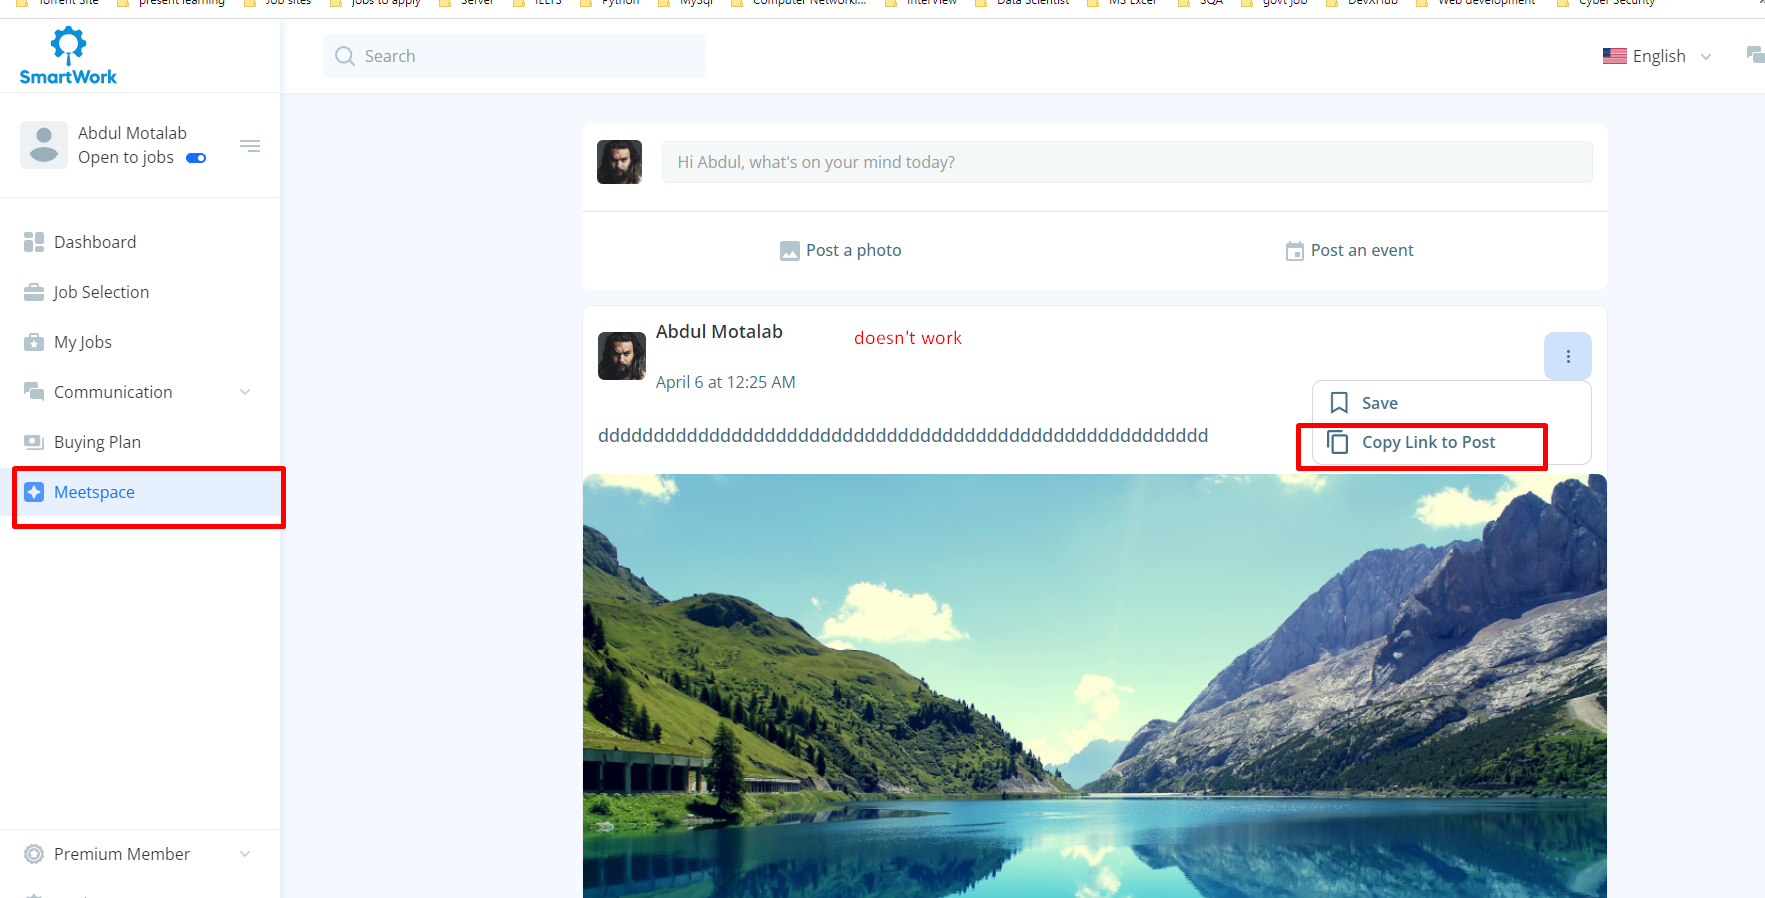 Torrent Site present learning Job sites jobs to apply Server IELTS Python MySql Computer Networki... Interview Data Scientist MS Excel SQA govt job DevXHub Web development Cyber Security
SmartWork
Search
English
Abdul Motalab
Open to jobs
Hi Abdul, what's on your mind today?
Post a photo
Post an event
Dashboard
Job Selection
My Jobs
Communication
Buying Plan
Meetspace
Premium Member
Abdul Motalab
doesn't work
April 6 at 12:25 AM
Save
Copy Link to Post
ddddddddddddddddddddddddddddddddddddddddddddddddddddddd